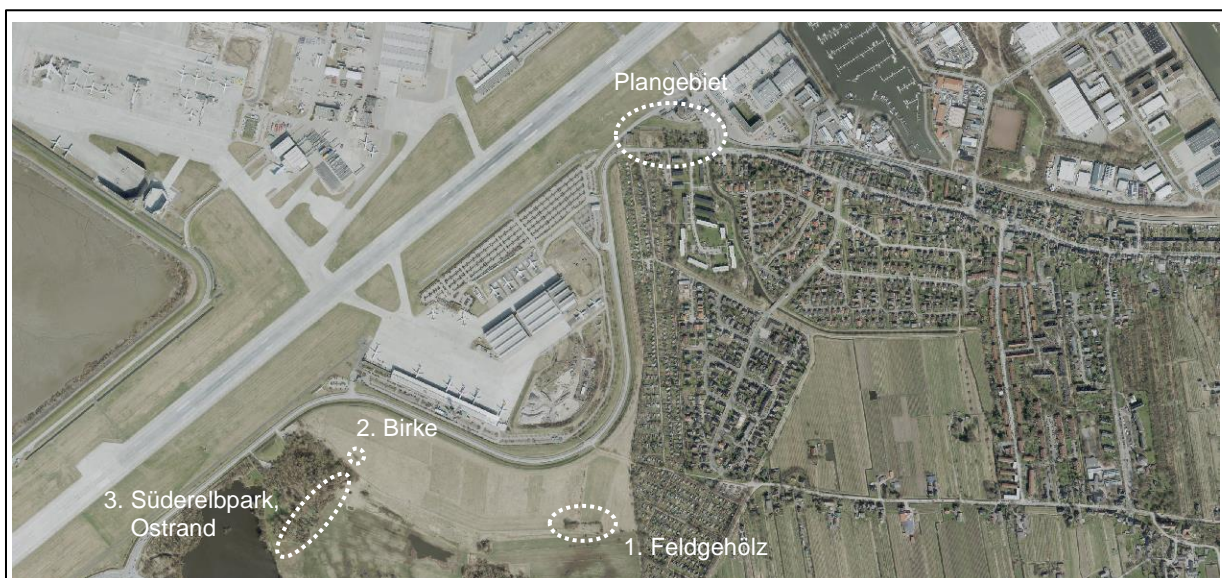 Plangebiet
2. Birke
3. Süderelbpark,
Ostrand
1. Feldgehölz